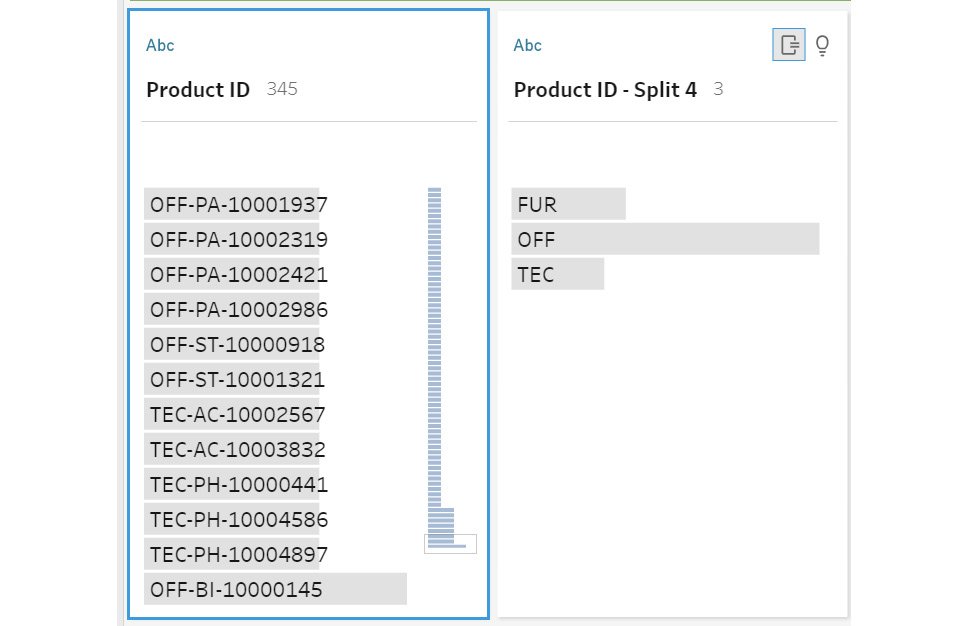 Abc
Product ID 345
OFF-PA-10001937
OFF-PA-10002319
OFF-PA-10002421
OFF-PA-10002986
OFF-ST-10000918
OFF-ST-10001321
TEC-AC-10002567
TEC-AC-10003832
TEC-PH-10000441
TEC-PH-10004586
TEC-PH-10004897
OFF-BI-10000145
Abc
Product ID - Split 4 3
FUR
OFF
TEC